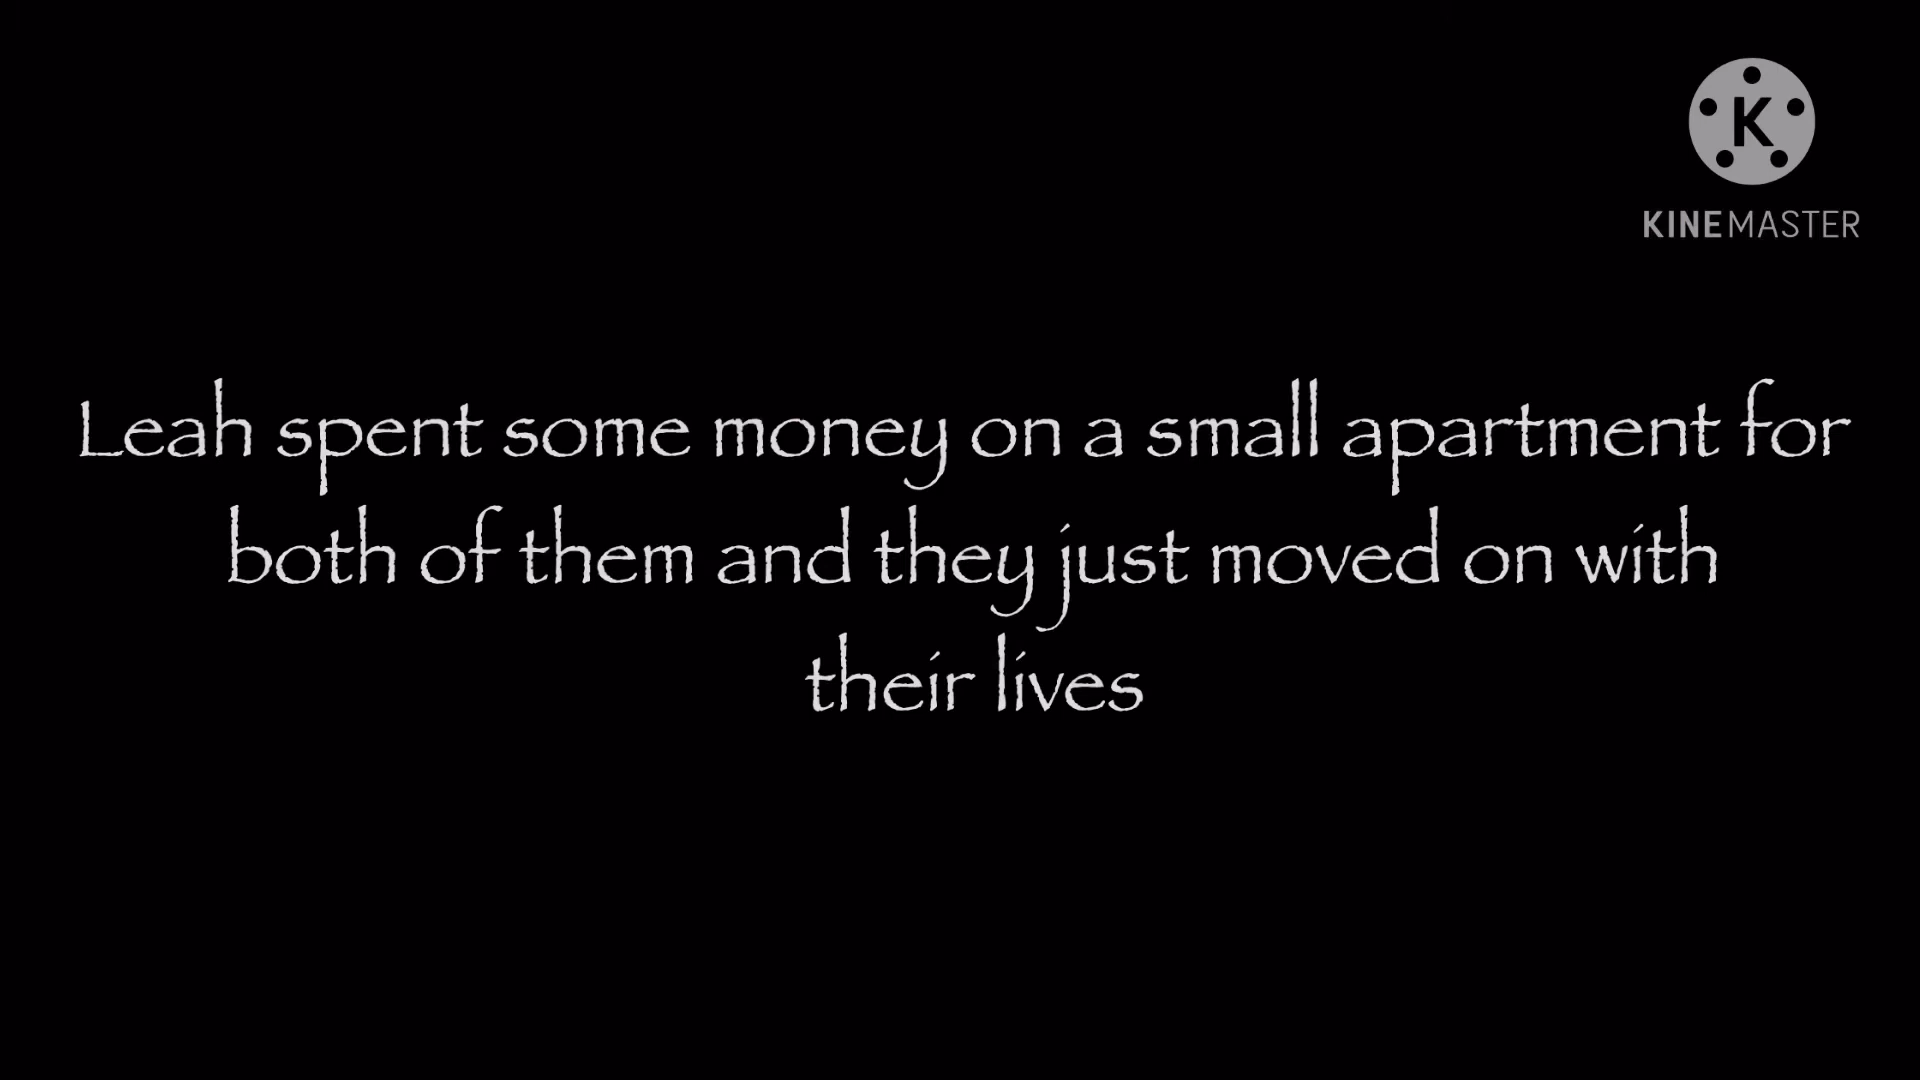 K
KINEMASTER
Leah spent some money on a small apartment for
both of them and they just moved on with
their lives